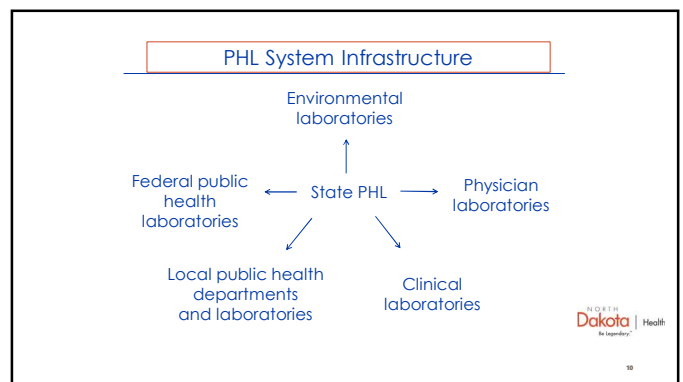 PHL System Infrastructure
Environmental
laboratories
Federal public
health
laboratories
State PHL
Physician
laboratories
Local public health
departments
and laboratories
Clinical
laboratories
NORTH
Dakota | Health
Be Legendary.™
10